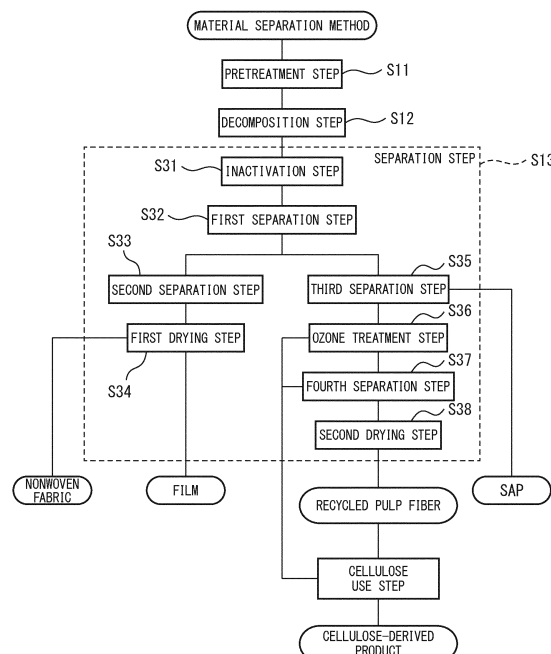 MATERIAL SEPARATION METHOD
PRETREATMENT STEP
S11
DECOMPOSITION STEP
S12
SEPARATION STEP
S13
S31
INACTIVATION STEP
S32
FIRST SEPARATION STEP
S33
S35
SECOND SEPARATION STEP
THIRD SEPARATION STEP
S36
FIRST DRYING STEP
OZONE TREATMENT STEP
S34
S37
FOURTH SEPARATION STEP
S38
SECOND DRYING STEP
NONWOVEN
FABRIC
FILM
RECYCLED PULP FIBER
SAP
CELLULOSE
USE STEP
CELLULOSE-DERIVED
PRODUCT